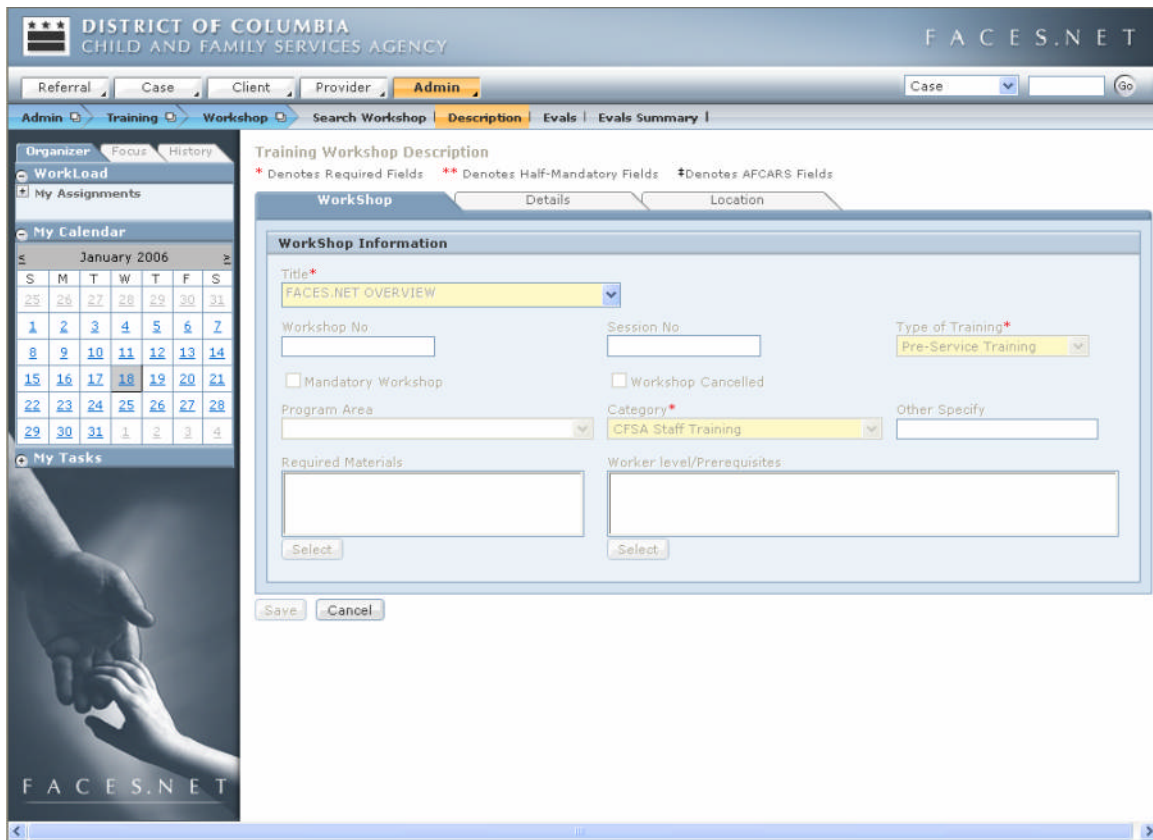 DISTRICT OF COLUMBIA
CHILD AND FAMILY SERVICES AGENCY
FACES.NET
Referral Case Client Provider Admin Case Go
Admin Training Workshop Search Workshop Description Evals Evals Summary
Organizer Focus History
WorkLoad
My Assignments
My Calendar
< January 2006 >
S M T W T F S
25 26 27 28 29 30 31
1 2 3 4 5 6 7
8 9 10 11 12 13 14
15 16 17 18 19 20 21
22 23 24 25 26 27 28
29 30 31 1 2 3 4
My Tasks
FACES.NET
Training Workshop Description
* Denotes Required Fields ** Denotes Half-Mandatory Fields ‡Denotes AFCARS Fields
WorkShop Details Location
WorkShop Information
Title*
FACES.NET OVERVIEW
Workshop No Session No Type of Training*
Pre-Service Training
Mandatory Workshop Workshop Cancelled
Program Area Category* Other Specify
CFSA Staff Training
Required Materials Worker level/Prerequisites
Select Select
Save Cancel